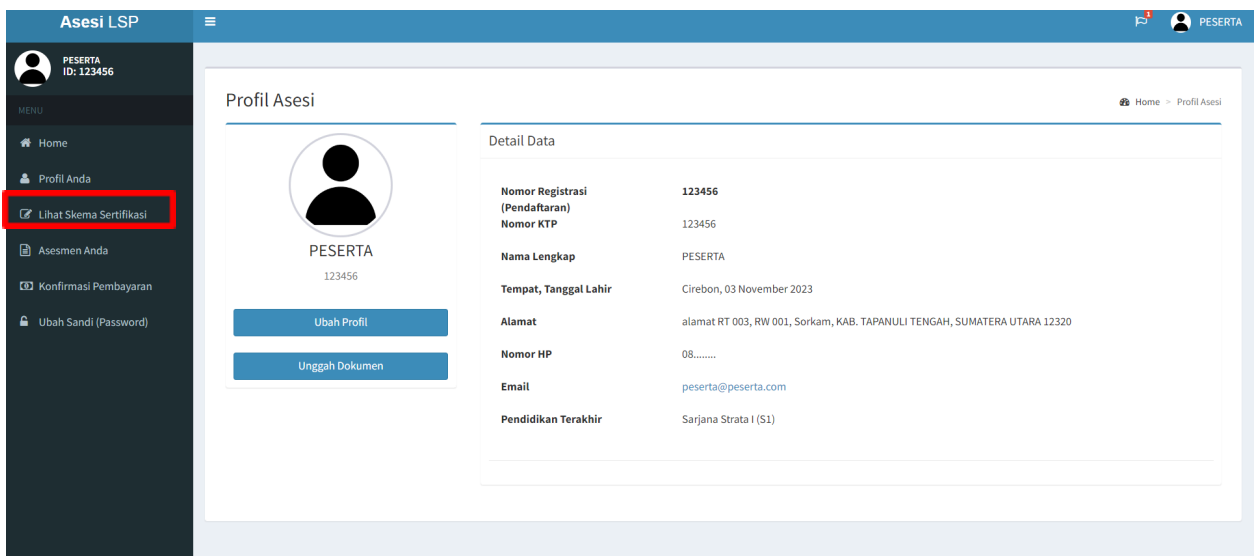 Asesi LSP
1
PESERTA
PESERTA
ID: 123456
MENU
Home
Profil Anda
Lihat Skema Sertifikasi
Asesmen Anda
Konfirmasi Pembayaran
Ubah Sandi (Password)
Profil Asesi
Home > Profil Asesi
PESERTA
123456
Ubah Profil
Unggah Dokumen
Detail Data
Nomor Registrasi 123456
(Pendaftaran)
Nomor KTP 123456
Nama Lengkap PESERTA
Tempat, Tanggal Lahir Cirebon, 03 November 2023
Alamat alamat RT 003, RW 001, Sorkam, KAB. TAPANULI TENGAH, SUMATERA UTARA 12320
Nomor HP 08........
Email peserta@peserta.com
Pendidikan Terakhir Sarjana Strata I (S1)